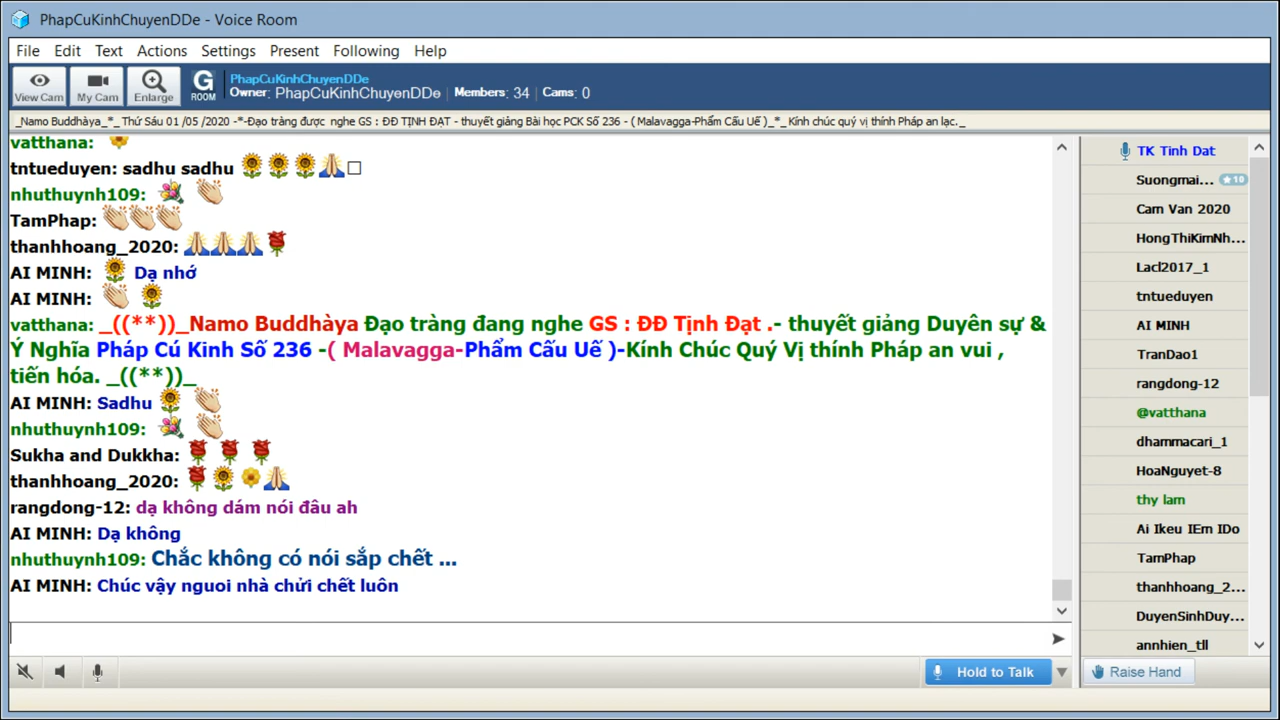 PhapCuKinhChuyenDDe - Voice Room
File Edit Text Actions Settings Present Following Help
View Cam My Cam Enlarge G ROOM
PhapCuKinhChuyenDDe
Owner: PhapCuKinhChuyenDDe Members: 34 Cams: 0
_Namo Buddhàya_*_ Thứ Sáu 01 /05 /2020 -*-Đạo tràng được nghe GS : ĐĐ TỊNH ĐẠT - thuyết giảng Bài học PCK Số 236 - ( Malavagga-Phẩm Cấu Uế )_*_ Kính chúc quý vị thính Pháp an lạc._
vatthana:
tntueduyen: sadhu sadhu
nhuthuynh109:
TamPhap:
thanhhoang_2020:
AI MINH: Dạ nhớ
AI MINH:
vatthana: _((**))_Namo Buddhàya Đạo tràng đang nghe GS : ĐĐ Tịnh Đạt .- thuyết giảng Duyên sự &
Ý Nghĩa Pháp Cú Kinh Số 236 -( Malavagga-Phẩm Cấu Uế )-Kính Chúc Quý Vị thính Pháp an vui ,
tiến hóa. _((**))_
AI MINH: Sadhu
nhuthuynh109:
Sukha and Dukkha:
thanhhoang_2020:
rangdong-12: dạ không dám nói đâu ah
AI MINH: Dạ không
nhuthuynh109: Chắc không có nói sắp chết ...
AI MINH: Chúc vậy nguoi nhà chửi chết luôn
Hold to Talk
TK Tinh Dat
Suongmai... ★10
Cam Van 2020
HongThiKimNh...
Lacl2017_1
tntueduyen
AI MINH
TranDao1
rangdong-12
@vatthana
dhammacari_1
HoaNguyet-8
thy lam
Ai Ikeu IEm IDo
TamPhap
thanhhoang_2...
DuyenSinhDuy...
annhien_tll
Raise Hand